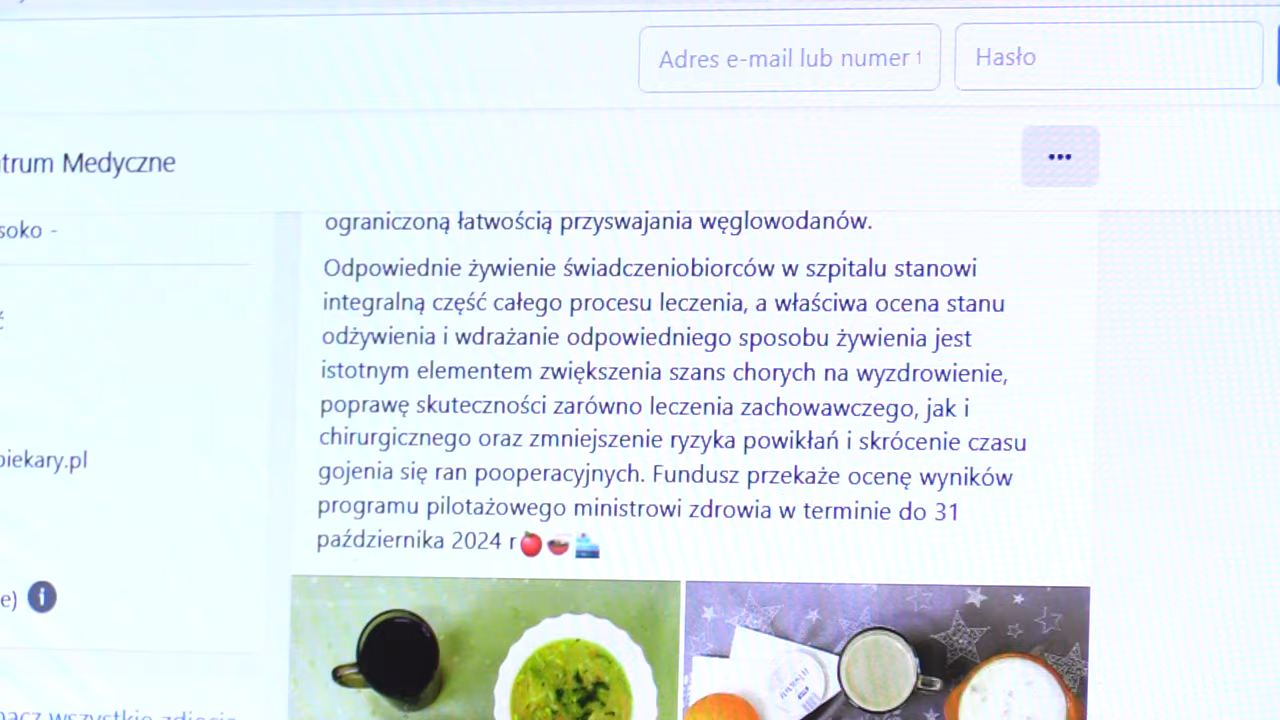 Adres e-mail lub numer
Hasło
trum Medyczne
soko -
ograniczoną łatwością przyswajania węglowodanów.
Odpowiednie żywienie świadczeniobiorców w szpitalu stanowi
integralną część całego procesu leczenia, a właściwa ocena stanu
odżywienia i wdrażanie odpowiedniego sposobu żywienia jest
istotnym elementem zwiększenia szans chorych na wyzdrowienie,
poprawę skuteczności zarówno leczenia zachowawczego, jak i
chirurgicznego oraz zmniejszenie ryzyka powikłań i skrócenie czasu
gojenia się ran pooperacyjnych. Fundusz przekaże ocenę wyników
programu pilotażowego ministrowi zdrowia w terminie do 31
października 2024 r
piekary.pl
e)